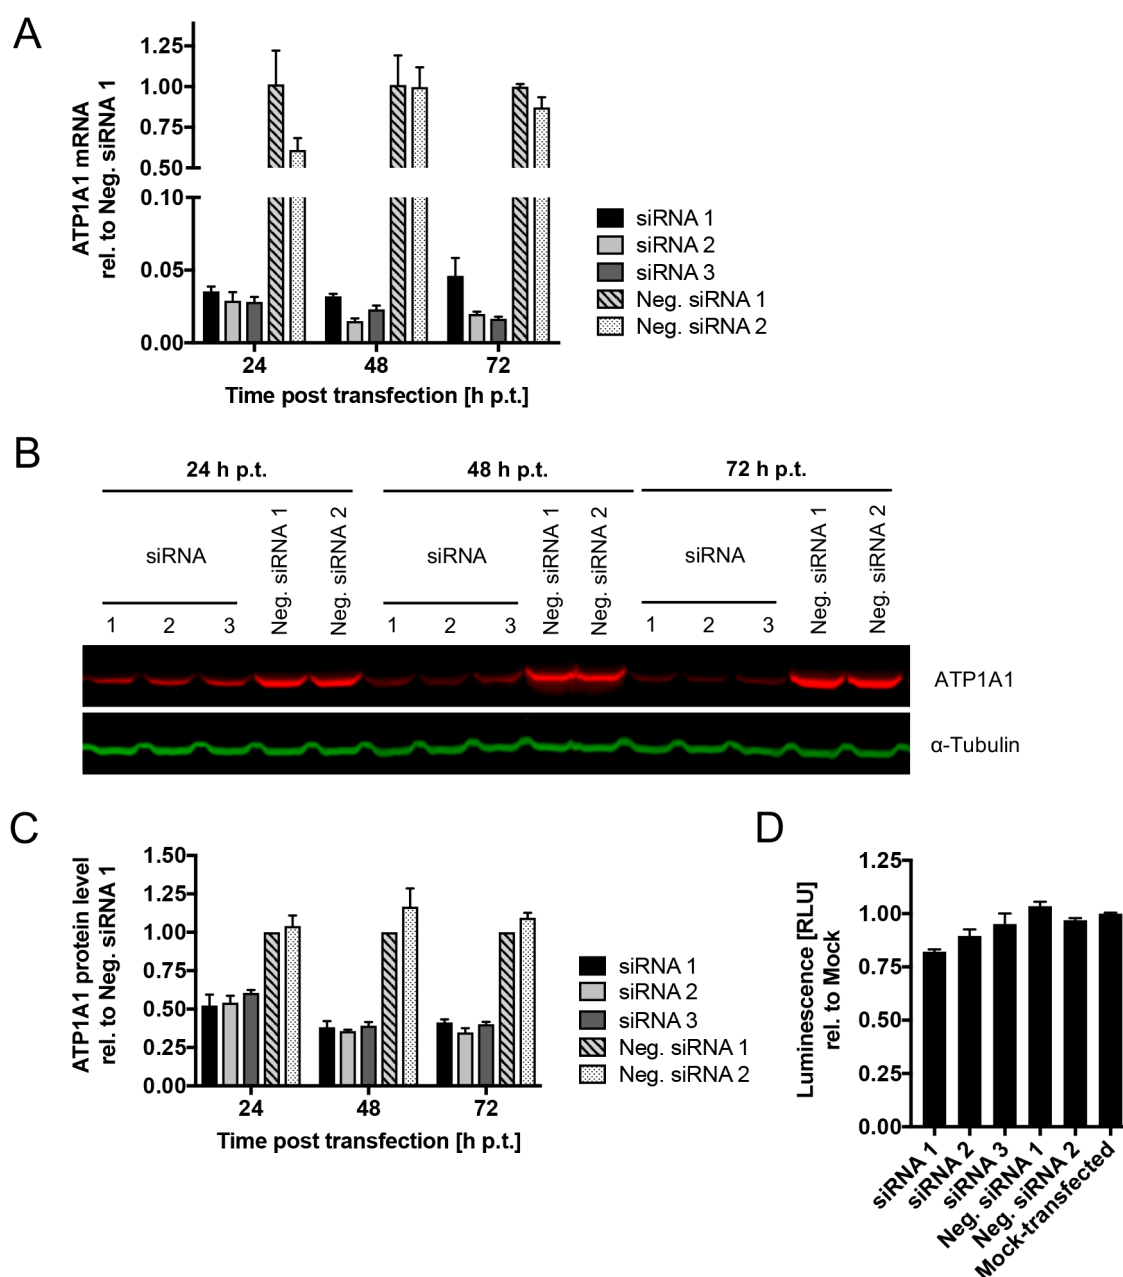 A
ATP1A1 mRNA
rel. to Neg. siRNA 1
1.25
1.00
0.75
0.50
0.10
0.05
0.00
24
48
72
Time post transfection [h p.t.]
siRNA 1
siRNA 2
siRNA 3
Neg. siRNA 1
Neg. siRNA 2
B
24 h p.t.
48 h p.t.
72 h p.t.
siRNA
Neg. siRNA 1
Neg. siRNA 2
siRNA
Neg. siRNA 1
Neg. siRNA 2
siRNA
Neg. siRNA 1
Neg. siRNA 2
1 2 3
1 2 3
1 2 3
ATP1A1
α-Tubulin
C
ATP1A1 protein level
rel. to Neg. siRNA 1
1.50
1.25
1.00
0.75
0.50
0.25
0.00
24
48
72
Time post transfection [h p.t.]
siRNA 1
siRNA 2
siRNA 3
Neg. siRNA 1
Neg. siRNA 2
D
Luminescence [RLU]
rel. to Mock
1.25
1.00
0.75
0.50
0.25
0.00
siRNA 1
siRNA 2
siRNA 3
Neg. siRNA 1
Neg. siRNA 2
Mock-transfected